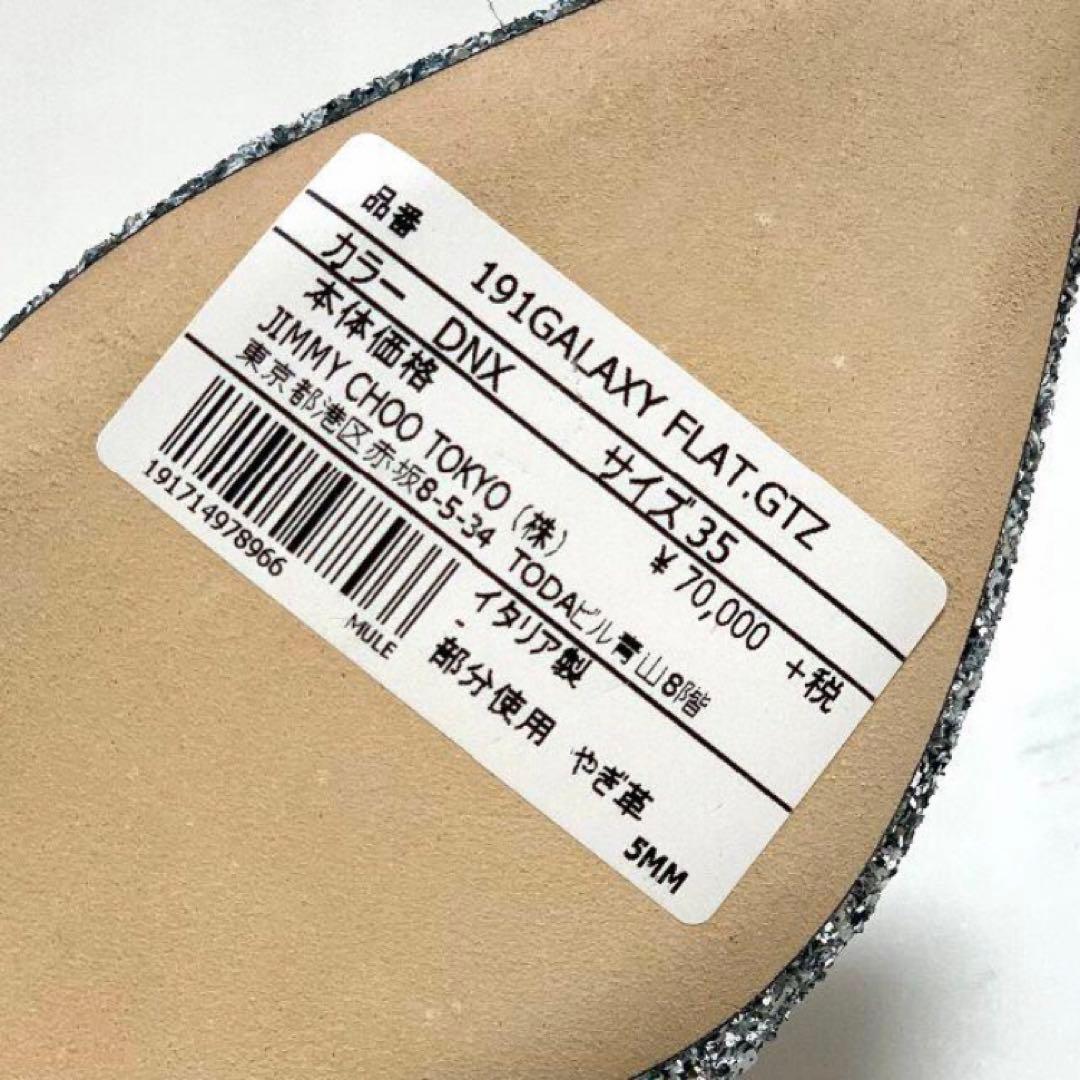 品番 191GALAXY FLAT.GTZ
カラー DNX サイズ 35
本体価格 ¥ 70,000 +税
JIMMY CHOO TOKYO (株)
東京都港区赤坂8-5-34 TODAビル青山8階
イタリア製
191714978966
部分使用 やぎ革
MULE
5MM